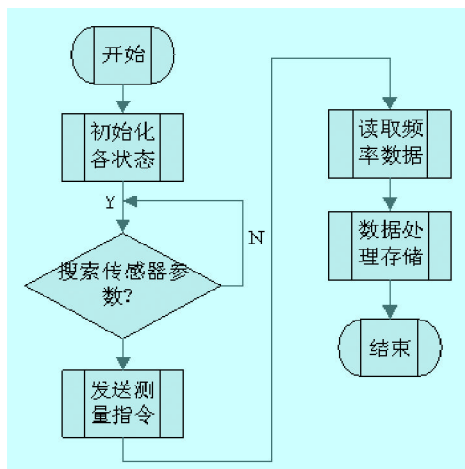 开始
初始化
各状态
Y
N
搜索传感器参
数?
发送测
量指令
读取频
率数据
数据处
理存储
结束